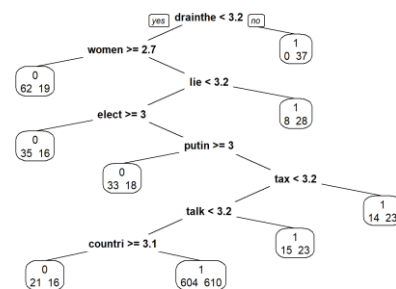 drainthe < 3.2
yes no
women >= 2.7
1
0 37
0
62 19
lie < 3.2
elect >= 3
1
8 28
0
35 16
putin >= 3
0
33 18
tax < 3.2
talk < 3.2
1
14 23
countri >= 3.1
1
15 23
0
21 16
1
604 610